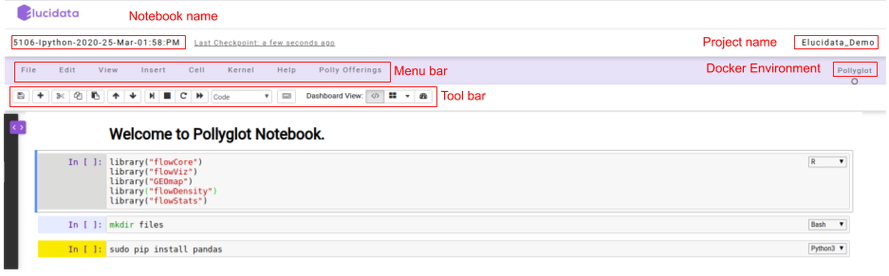 Elucidata
Notebook name
5106-Ipython-2020-25-Mar-01:58:PM
Last Checkpoint: a few seconds ago
Project name
Elucidata_Demo
File Edit View Insert Cell Kernel Help Polly Offerings
Menu bar
Docker Environment
Pollyglot
Code
Dashboard View:
Tool bar
Welcome to Pollyglot Notebook.
In [ ]: library("flowCore")
R
library("flowViz")
library("GEOmap")
library("flowDensity")
library("flowStats")
In [ ]: mkdir files
Bash
In [ ]: sudo pip install pandas
Python3